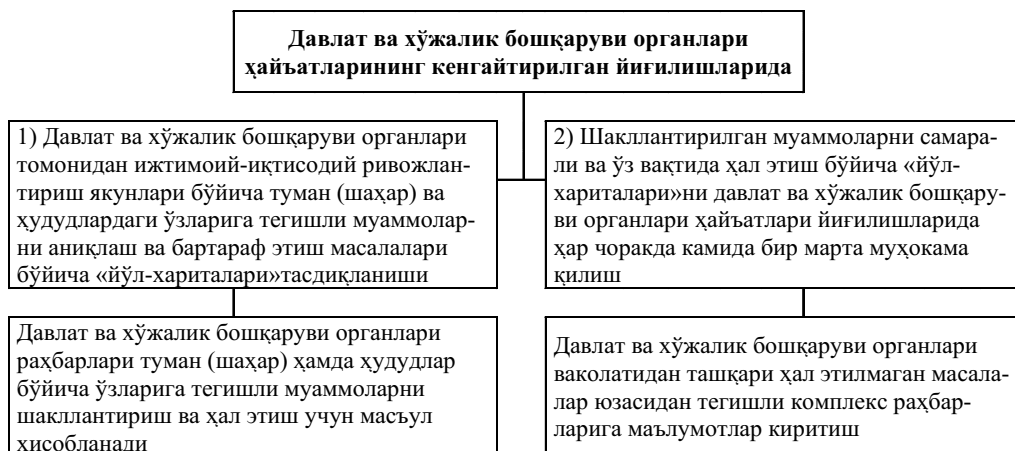 Давлат ва хўжалик бошқаруви органлари
ҳайъатларининг кенгайтирилган йиғилишларида
1) Давлат ва хўжалик бошқаруви органлари
томонидан ижтимоий-иқтисодий ривожлан-
тириш якунлари бўйича туман (шаҳар) ва
ҳудудлардаги ўзларига тегишли муаммолар-
ни аниқлаш ва бартараф этиш масалалари
бўйича «йўл-хариталари»тасдиқланиши
2) Шакллантирилган муаммоларни самара-
ли ва ўз вақтида ҳал этиш бўйича «йўл-
хариталари»ни давлат ва хўжалик бошқару-
ви органлари ҳайъатлари йиғилишларида
ҳар чоракда камида бир марта муҳокама
қилиш
Давлат ва хўжалик бошқаруви органлари
раҳбарлари туман (шаҳар) ҳамда ҳудудлар
бўйича ўзларига тегишли муаммоларни
шакллантириш ва ҳал этиш учун масъул
ҳисобланади
Давлат ва хўжалик бошқаруви органлари
ваколатидан ташқари ҳал этилмаган масала-
лар юзасидан тегишли комплекс раҳбар-
ларига маълумотлар киритиш